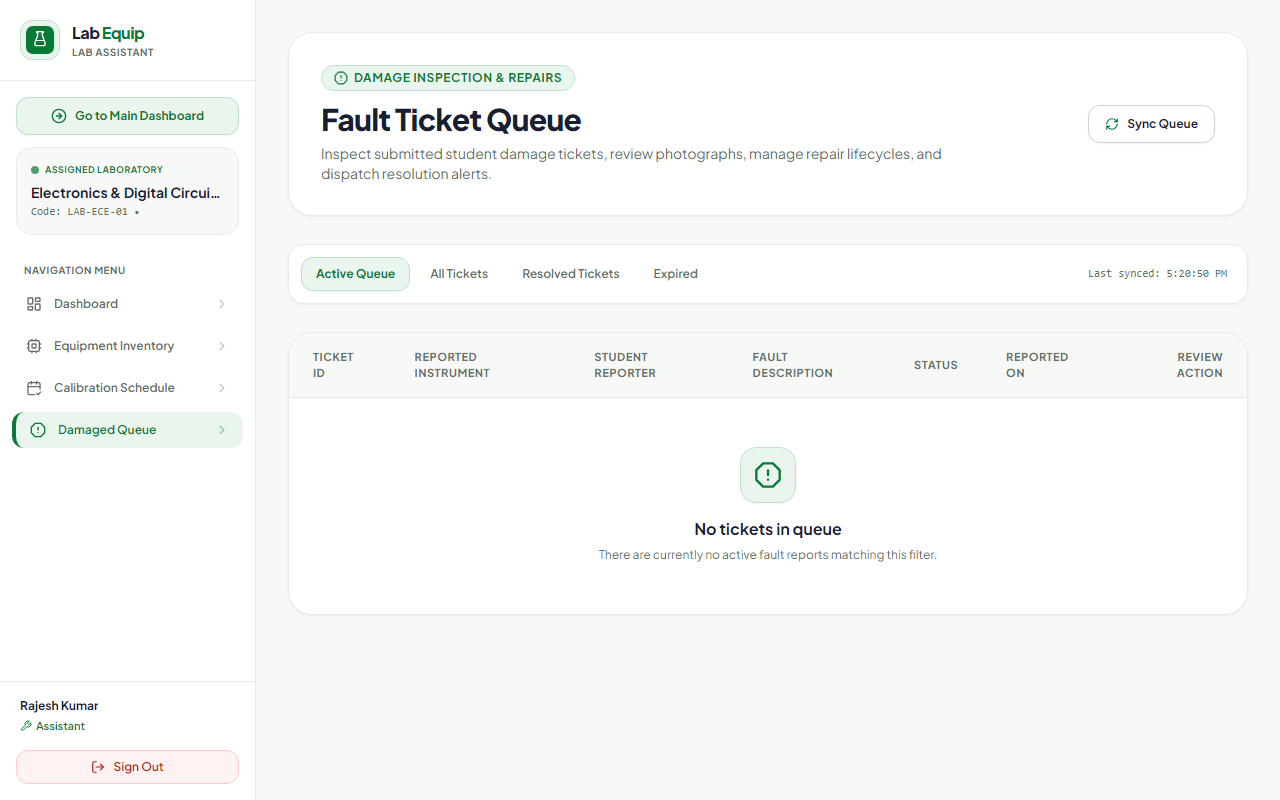 Lab Equip
LAB ASSISTANT
Go to Main Dashboard
ASSIGNED LABORATORY
Electronics & Digital Circui...
Code: LAB-ECE-01 •
NAVIGATION MENU
Dashboard
Equipment Inventory
Calibration Schedule
Damaged Queue
Rajesh Kumar
Assistant
Sign Out
DAMAGE INSPECTION & REPAIRS
Fault Ticket Queue
Inspect submitted student damage tickets, review photographs, manage repair lifecycles, and
dispatch resolution alerts.
Sync Queue
Active Queue
All Tickets
Resolved Tickets
Expired
Last synced: 5:20:50 PM
TICKET ID
REPORTED INSTRUMENT
STUDENT REPORTER
FAULT DESCRIPTION
STATUS
REPORTED ON
REVIEW ACTION
No tickets in queue
There are currently no active fault reports matching this filter.